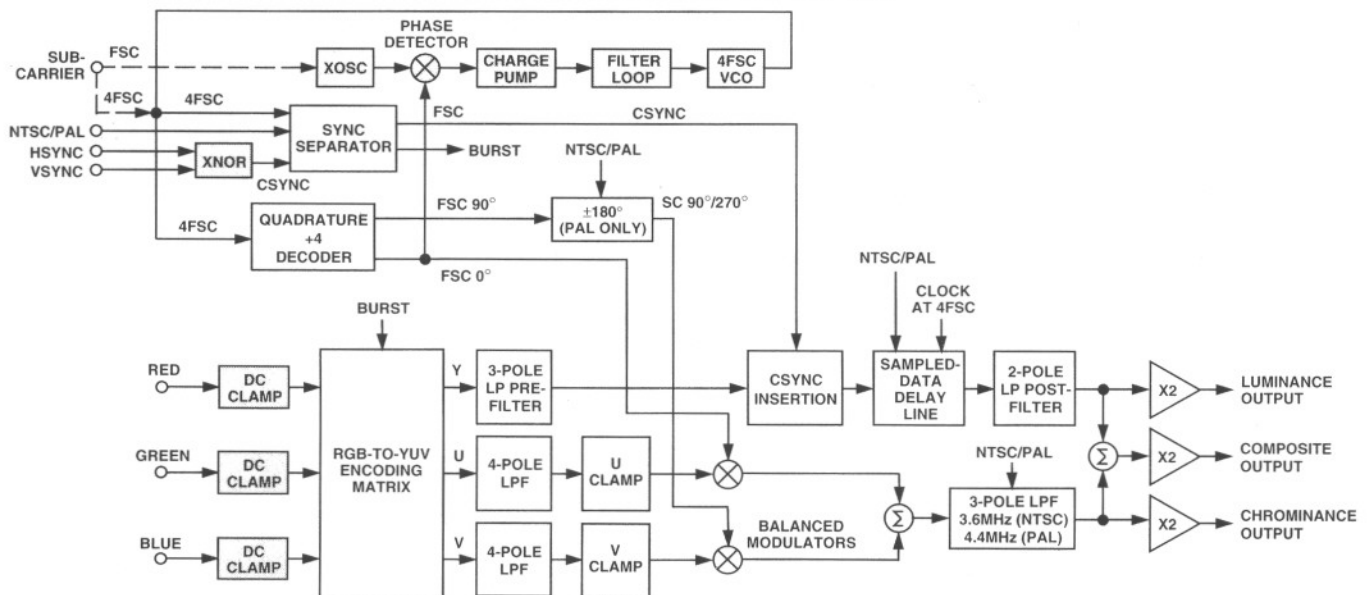 PHASE
DETECTOR
SUB-
CARRIER
FSC
XOSC
CHARGE
PUMP
FILTER
LOOP
4FSC
VCO
4FSC
4FSC
NTSC/PAL
HSYNC
VSYNC
XNOR
CSYNC
SYNC
SEPARATOR
FSC
CSYNC
BURST
NTSC/PAL
4FSC
QUADRATURE
+4
DECODER
FSC 90°
±180°
(PAL ONLY)
SC 90°/270°
FSC 0°
NTSC/PAL
CLOCK
AT 4FSC
BURST
RED
DC
CLAMP
GREEN
DC
CLAMP
BLUE
DC
CLAMP
RGB-TO-YUV
ENCODING
MATRIX
Y
3-POLE
LP PRE-
FILTER
U
4-POLE
LPF
U
CLAMP
V
4-POLE
LPF
V
CLAMP
CSYNC
INSERTION
SAMPLED-
DATA
DELAY
LINE
2-POLE
LP POST-
FILTER
BALANCED
MODULATORS
Σ
NTSC/PAL
3-POLE LPF
3.6MHz (NTSC)
4.4MHz (PAL)
Σ
X2
LUMINANCE
OUTPUT
X2
COMPOSITE
OUTPUT
X2
CHROMINANCE
OUTPUT